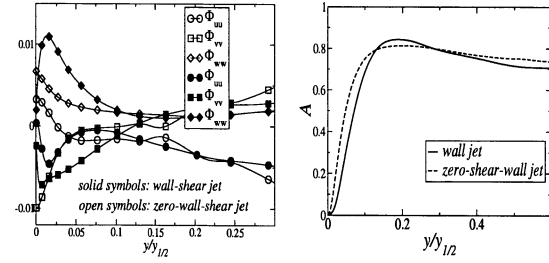 0.01
0
-0.01
Φuu
Φvv
Φww
Φuu
Φvv
Φww
solid symbols: wall-shear jet
open symbols: zero-wall-shear jet
0 0.05 0.1 0.15 0.2 0.25
y/y1/2
1
0.8
0.6
0.4
0.2
0
A
wall jet
zero-shear-wall jet
0 0.2 0.4
y/y1/2